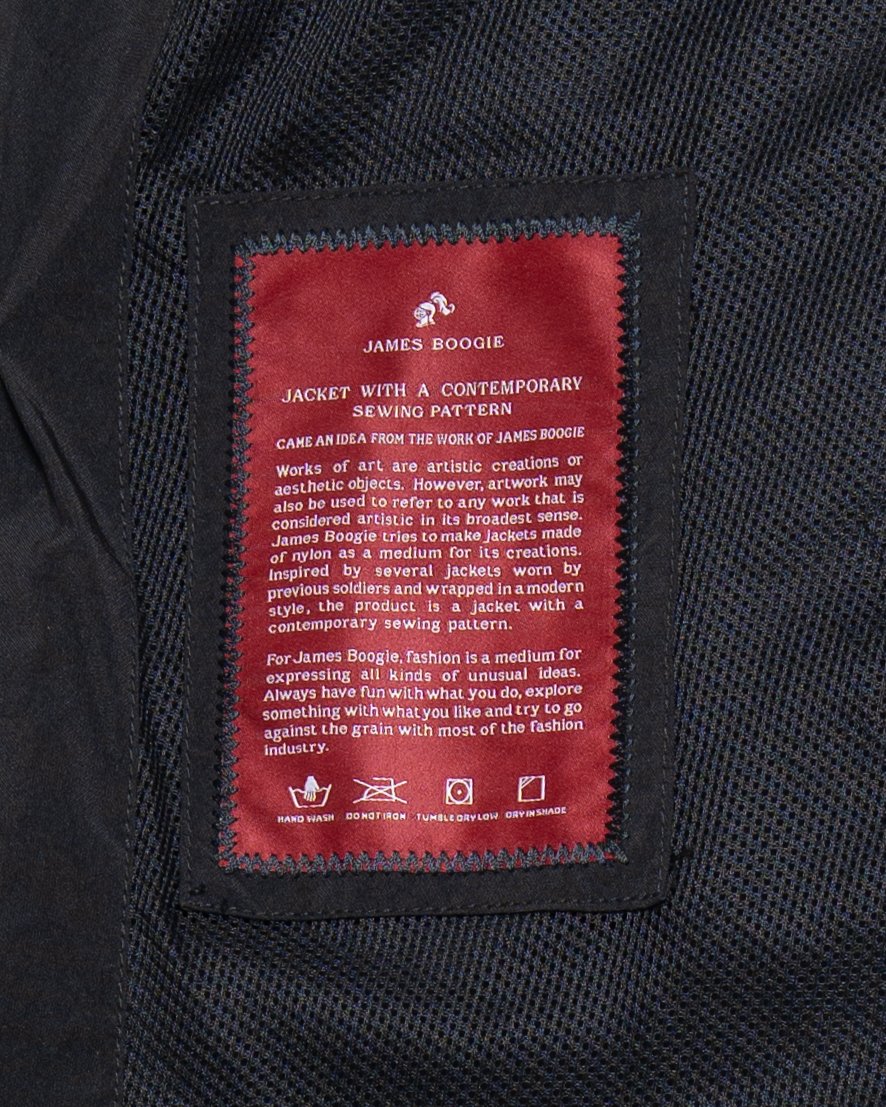 JAMES BOOGIE
JACKET WITH A CONTEMPORARY
SEWING PATTERN
CAME AN IDEA FROM THE WORK OF JAMES BOOGIE
Works of art are artistic creations or
aesthetic objects. However, artwork may
also be used to refer to any work that is
considered artistic in its broadest sense.
James Boogie tries to make jackets made
of nylon as a medium for its creations.
Inspired by several jackets worn by
previous soldiers and wrapped in a modern
style, the product is a jacket with a
contemporary sewing pattern.
For James Boogie, fashion is a medium for
expressing all kinds of unusual ideas.
Always have fun with what you do, explore
something with what you like and try to go
against the grain with most of the fashion
industry.
HAND WASH DO NOT IRON TUMBLE DRY LOW DRY IN SHADE